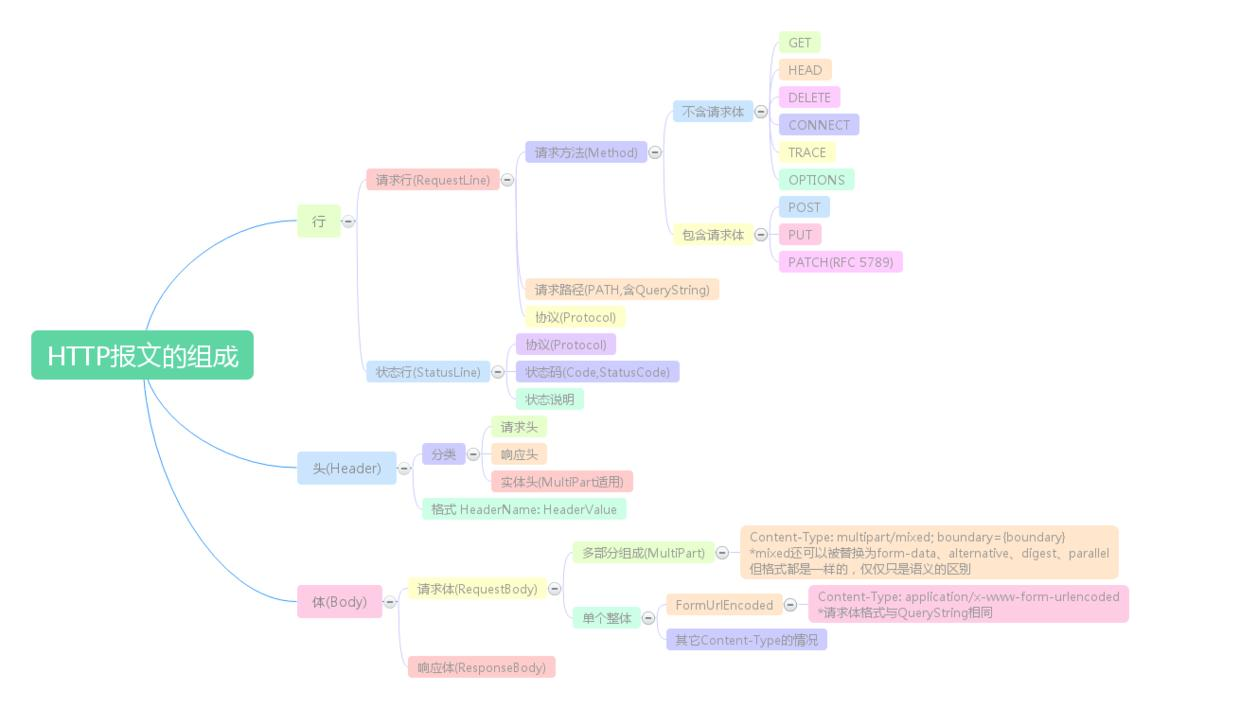 HTTP报文的组成
行
请求行(RequestLine)
请求方法(Method)
不含请求体
GET
HEAD
DELETE
CONNECT
TRACE
OPTIONS
包含请求体
POST
PUT
PATCH(RFC 5789)
请求路径(PATH,含QueryString)
协议(Protocol)
状态行(StatusLine)
协议(Protocol)
状态码(Code,StatusCode)
状态说明
头(Header)
分类
请求头
响应头
实体头(MultiPart适用)
格式 HeaderName: HeaderValue
体(Body)
请求体(RequestBody)
多部分组成(MultiPart)
Content-Type: multipart/mixed; boundary={boundary}
*mixed还可以被替换为form-data、alternative、digest、parallel
但格式都是一样的，仅仅只是语义的区别
单个整体
FormUrlEncoded
Content-Type: application/x-www-form-urlencoded
*请求体格式与QueryString相同
其它Content-Type的情况
响应体(ResponseBody)